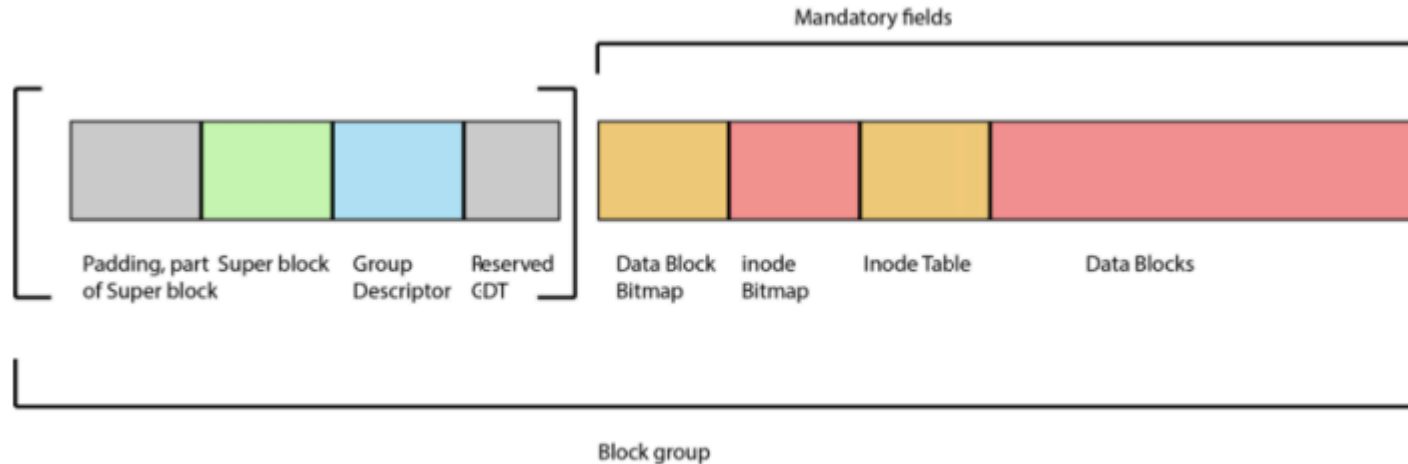 Mandatory fields
Padding, part
of Super block
Super block
Group
Descriptor
Reserved
GDT
Data Block
Bitmap
inode
Bitmap
Inode Table
Data Blocks
Block group